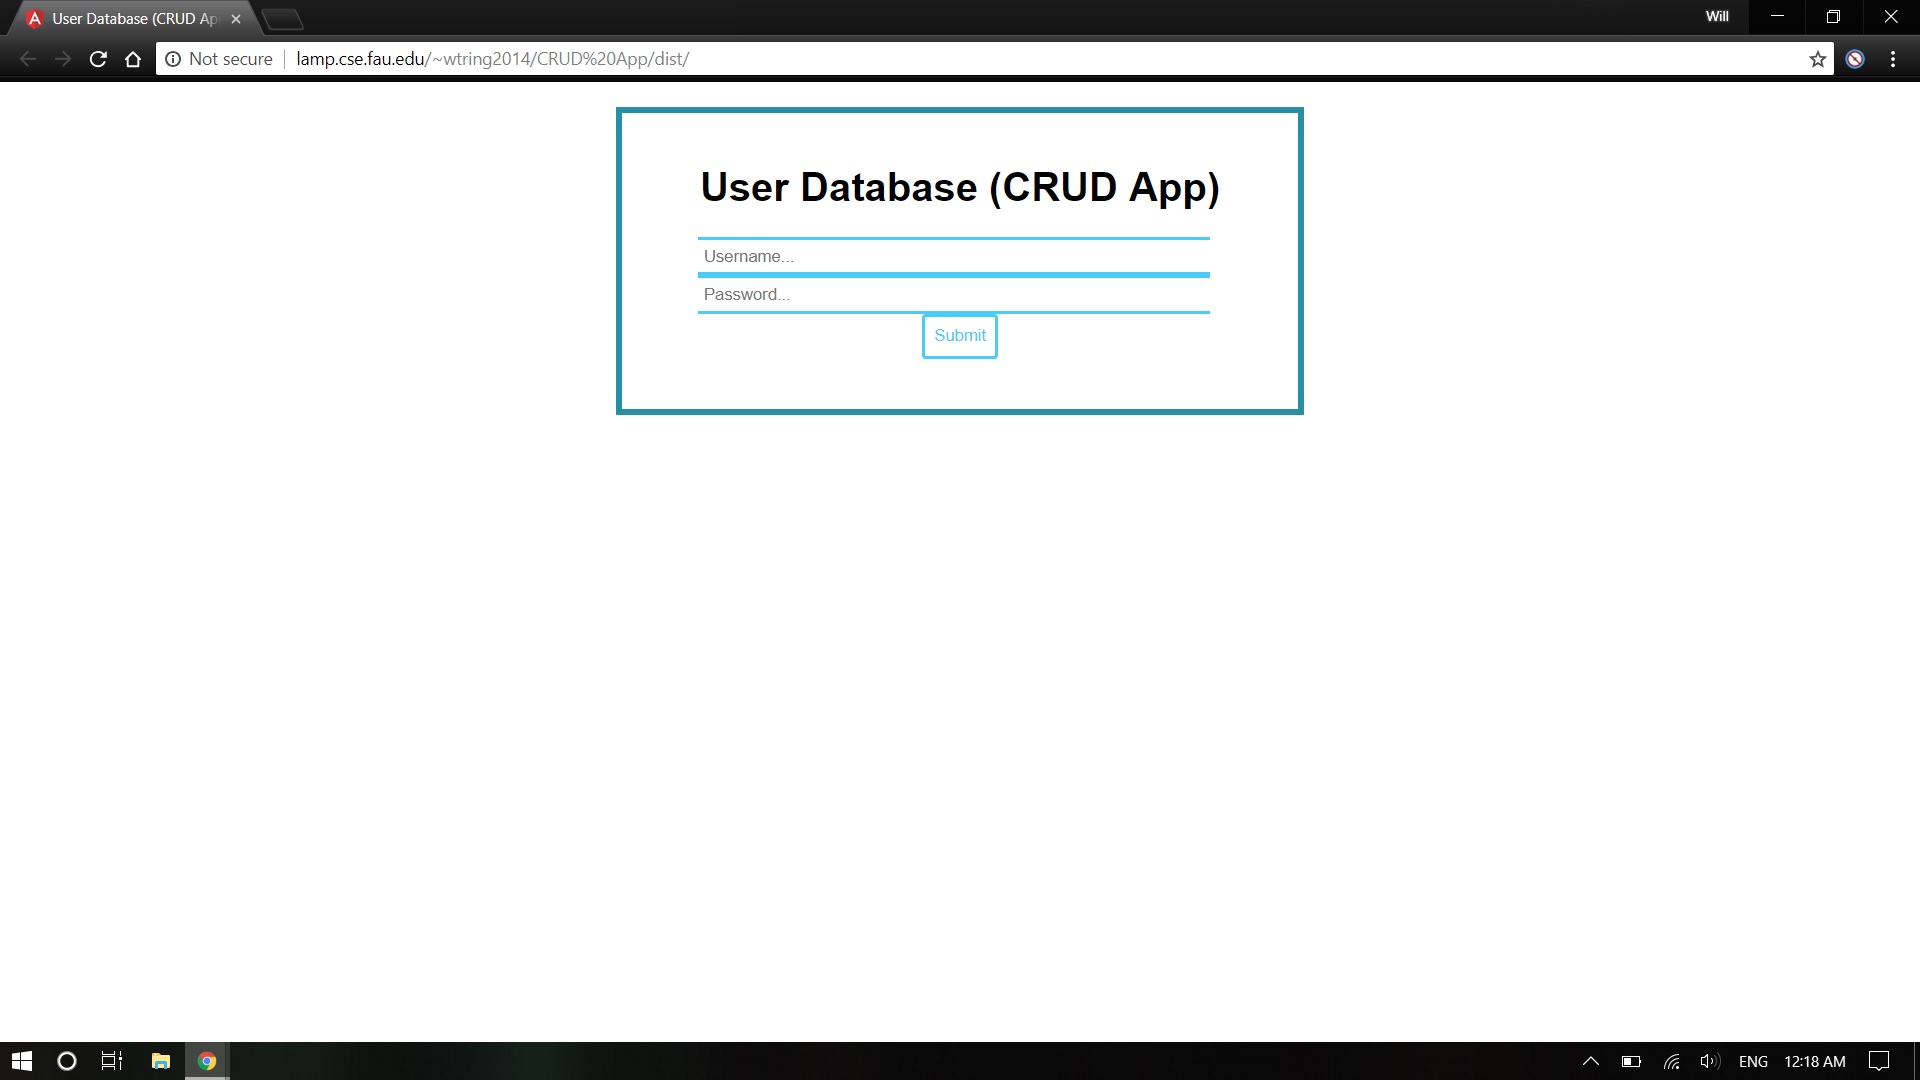 User Database (CRUD Ap
Will
Not secure
lamp.cse.fau.edu/~wtring2014/CRUD%20App/dist/
User Database (CRUD App)
Username...
Password...
Submit
ENG 12:18 AM